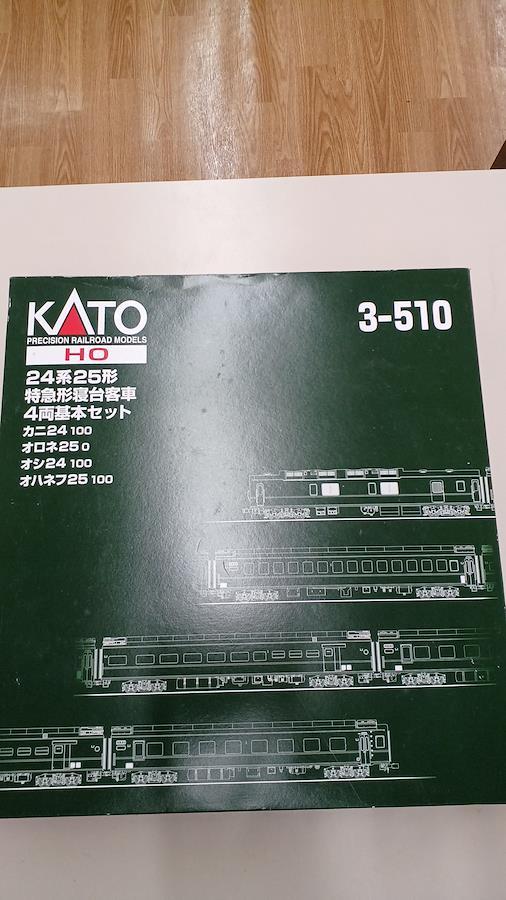 KATO
PRECISION RAILROAD MODELS
HO
3-510
24系25形
特急形寝台客車
4両基本セット
カニ24 100
オロネ25 0
オシ24 100
オハネフ25 100